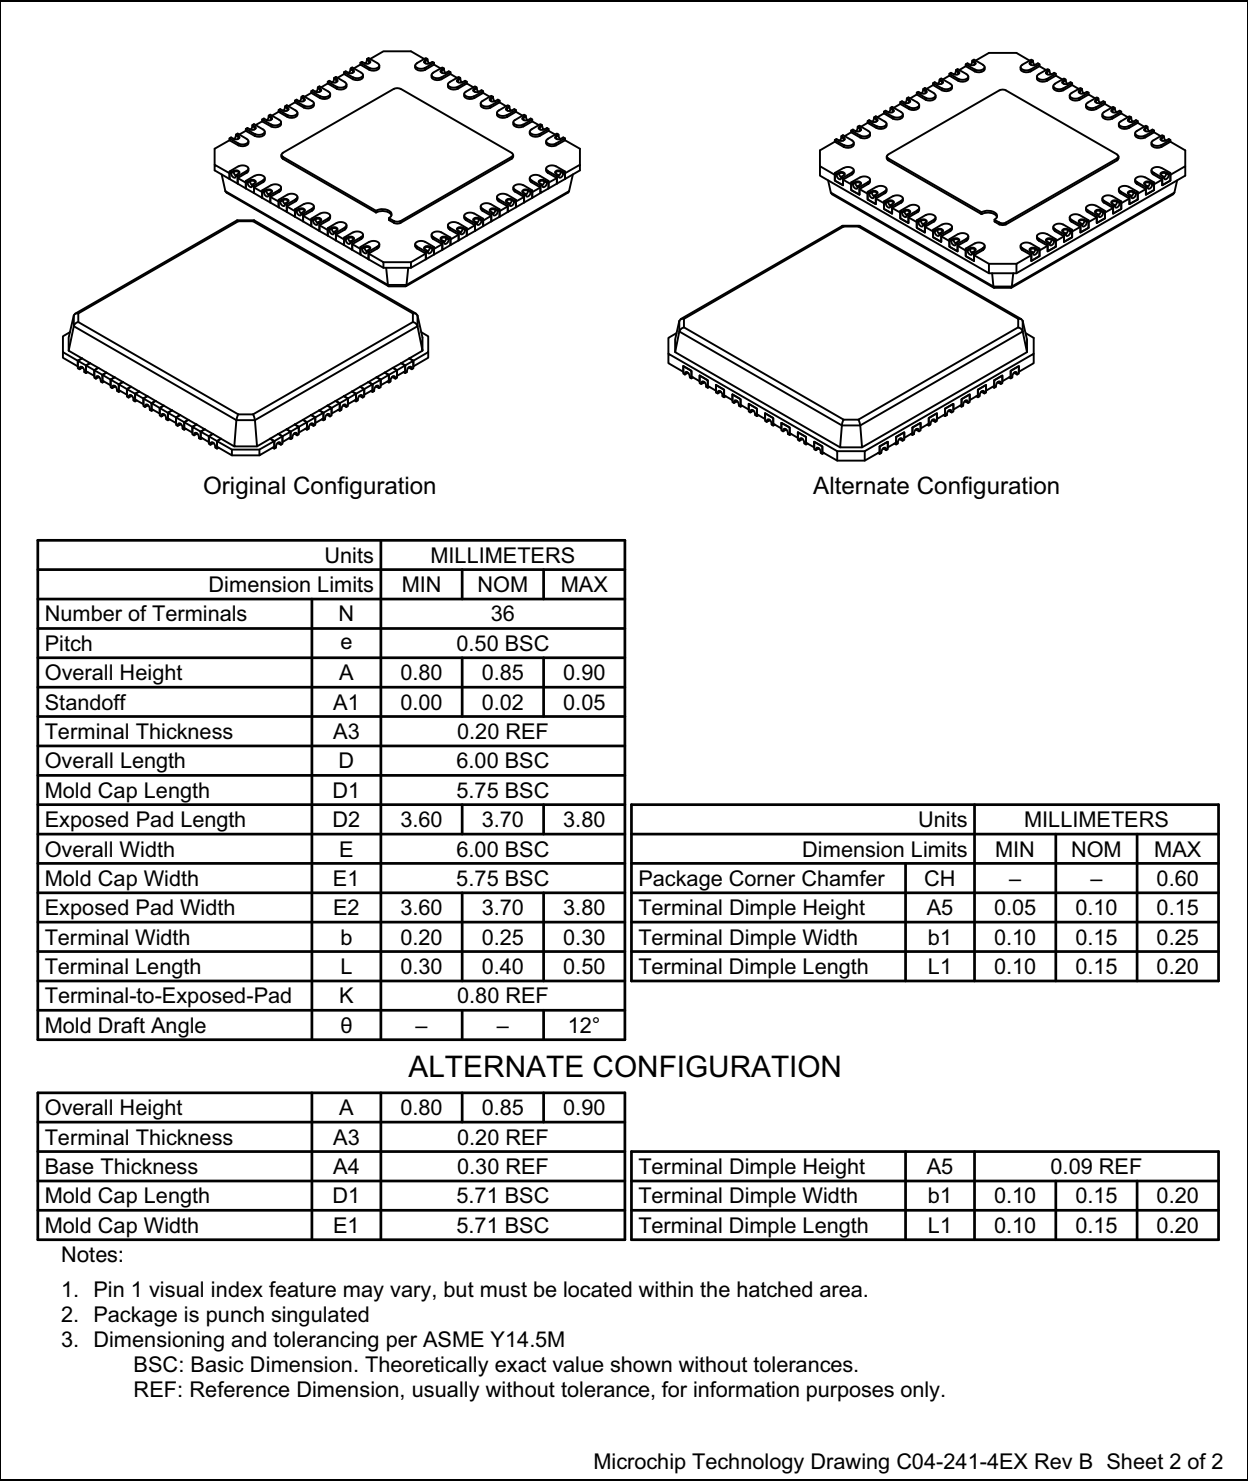 Original Configuration
Alternate Configuration
Units MILLIMETERS
Dimension Limits MIN NOM MAX
Number of Terminals N 36
Pitch e 0.50 BSC
Overall Height A 0.80 0.85 0.90
Standoff A1 0.00 0.02 0.05
Terminal Thickness A3 0.20 REF
Overall Length D 6.00 BSC
Mold Cap Length D1 5.75 BSC
Exposed Pad Length D2 3.60 3.70 3.80
Overall Width E 6.00 BSC
Mold Cap Width E1 5.75 BSC
Exposed Pad Width E2 3.60 3.70 3.80
Terminal Width b 0.20 0.25 0.30
Terminal Length L 0.30 0.40 0.50
Terminal-to-Exposed-Pad K 0.80 REF
Mold Draft Angle θ – – 12°
Units MILLIMETERS
Dimension Limits MIN NOM MAX
Package Corner Chamfer CH – – 0.60
Terminal Dimple Height A5 0.05 0.10 0.15
Terminal Dimple Width b1 0.10 0.15 0.25
Terminal Dimple Length L1 0.10 0.15 0.20
ALTERNATE CONFIGURATION
Overall Height A 0.80 0.85 0.90
Terminal Thickness A3 0.20 REF
Base Thickness A4 0.30 REF
Mold Cap Length D1 5.71 BSC
Mold Cap Width E1 5.71 BSC
Terminal Dimple Height A5 0.09 REF
Terminal Dimple Width b1 0.10 0.15 0.20
Terminal Dimple Length L1 0.10 0.15 0.20
Notes:
1. Pin 1 visual index feature may vary, but must be located within the hatched area.
2. Package is punch singulated
3. Dimensioning and tolerancing per ASME Y14.5M
BSC: Basic Dimension. Theoretically exact value shown without tolerances.
REF: Reference Dimension, usually without tolerance, for information purposes only.
Microchip Technology Drawing C04-241-4EX Rev B Sheet 2 of 2